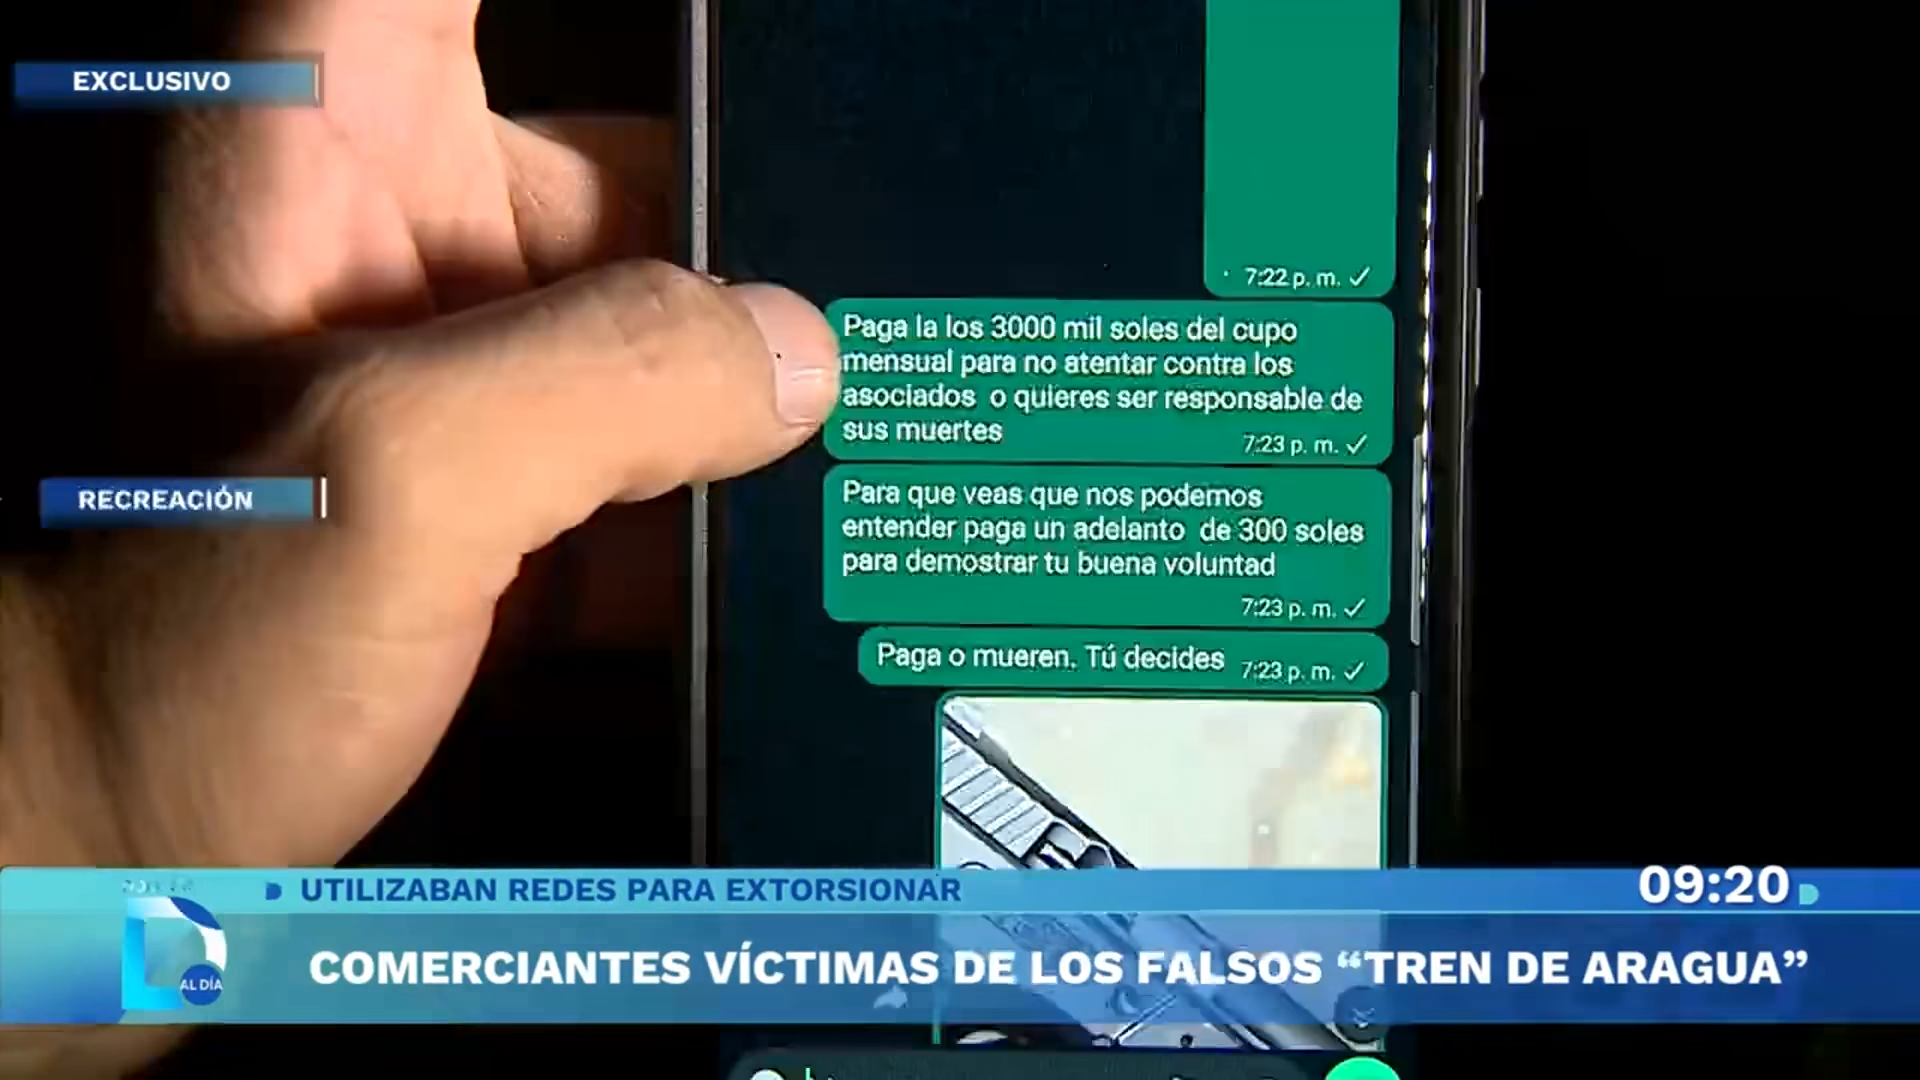 EXCLUSIVO
7:22 p. m.
Paga la los 3000 mil soles del cupo
mensual para no atentar contra los
asociados o quieres ser responsable de
sus muertes
7:23 p. m.
RECREACIÓN
Para que veas que nos podemos
entender paga un adelanto de 300 soles
para demostrar tu buena voluntad
7:23 p. m.
Paga o mueren. Tú decides
7:23 p. m.
UTILIZABAN REDES PARA EXTORSIONAR
09:20
AL DÍA
COMERCIANTES VÍCTIMAS DE LOS FALSOS “TREN DE ARAGUA”